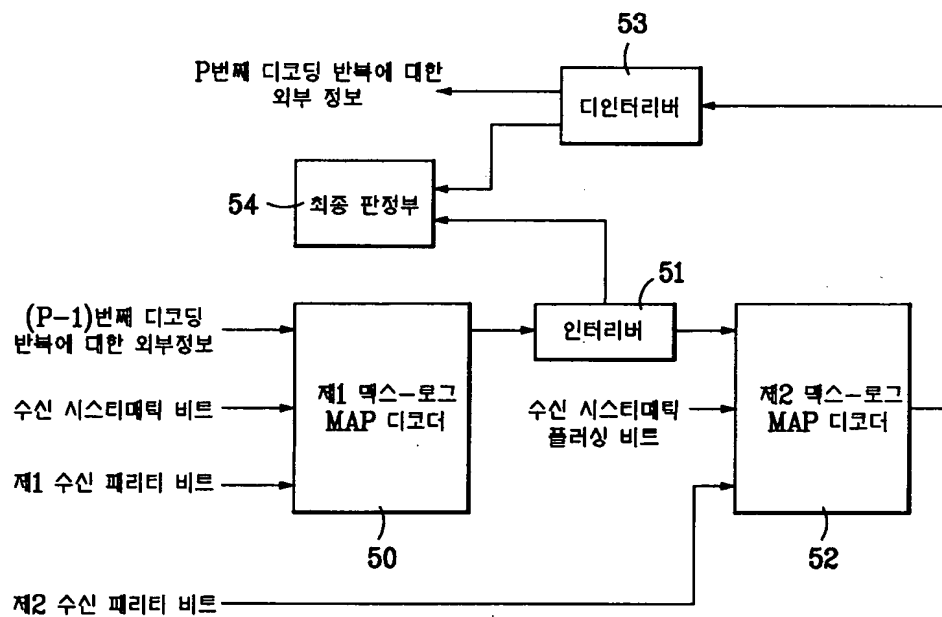 53
P번째 디코딩 반복에 대한
외부 정보
디인터리버
54
최종 판정부
51
(P-1)번째 디코딩
반복에 대한 외부정보
인터리버
수신 시스티매틱 비트
제1 맥스-로그
MAP 디코더
수신 시스티매틱
플러싱 비트
제2 맥스-로그
MAP 디코더
제1 수신 패리티 비트
50
52
제2 수신 패리티 비트